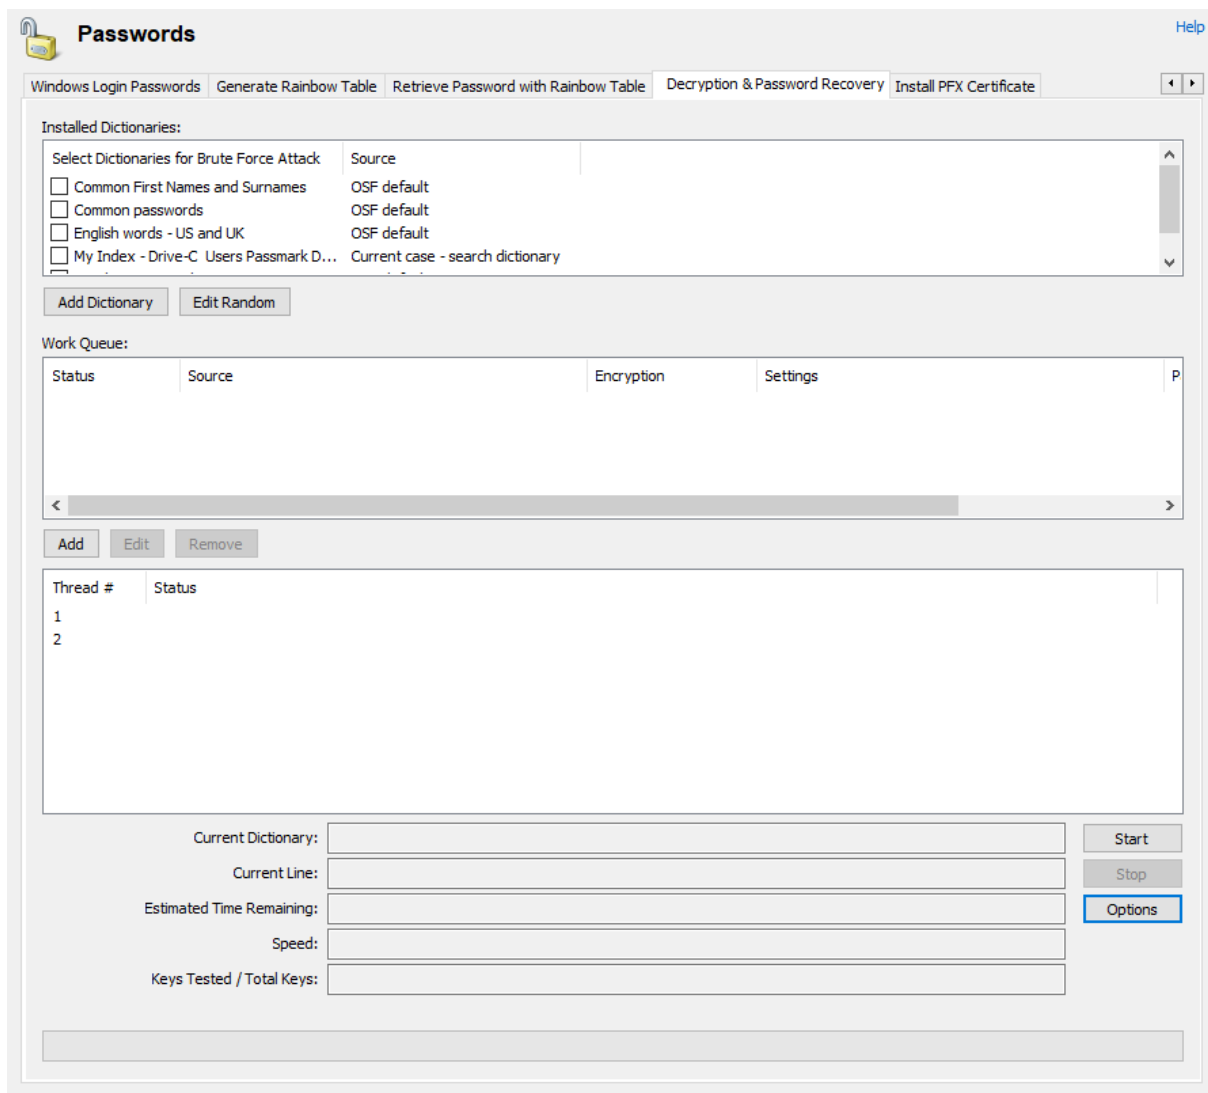 Passwords
Help
Windows Login Passwords Generate Rainbow Table Retrieve Password with Rainbow Table Decryption & Password Recovery Install PFX Certificate
Installed Dictionaries:
Select Dictionaries for Brute Force Attack Source
Common First Names and Surnames OSF default
Common passwords OSF default
English words - US and UK OSF default
My Index - Drive-C Users Passmark D... Current case - search dictionary
Add Dictionary Edit Random
Work Queue:
Status Source Encryption Settings P
Add Edit Remove
Thread # Status
1
2
Current Dictionary: Start
Current Line: Stop
Estimated Time Remaining: Options
Speed:
Keys Tested / Total Keys: